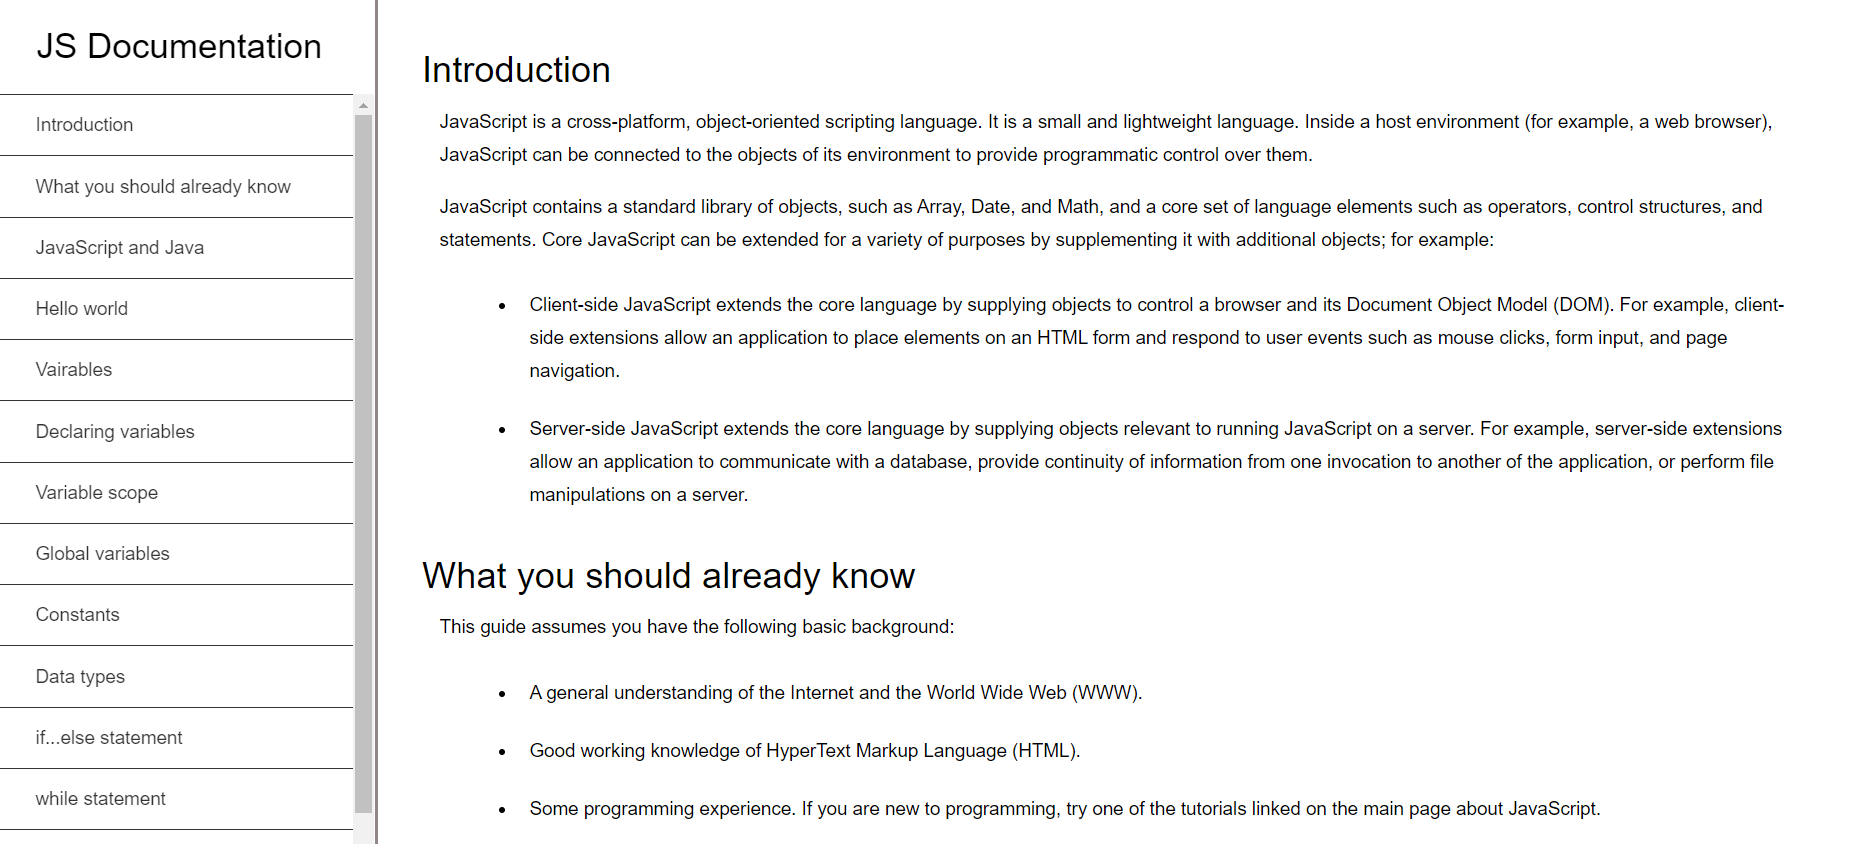 JS Documentation
Introduction
What you should already know
JavaScript and Java
Hello world
Vairables
Declaring variables
Variable scope
Global variables
Constants
Data types
if...else statement
while statement
Introduction
JavaScript is a cross-platform, object-oriented scripting language. It is a small and lightweight language. Inside a host environment (for example, a web browser),
JavaScript can be connected to the objects of its environment to provide programmatic control over them.
JavaScript contains a standard library of objects, such as Array, Date, and Math, and a core set of language elements such as operators, control structures, and
statements. Core JavaScript can be extended for a variety of purposes by supplementing it with additional objects; for example:
• Client-side JavaScript extends the core language by supplying objects to control a browser and its Document Object Model (DOM). For example, client-
side extensions allow an application to place elements on an HTML form and respond to user events such as mouse clicks, form input, and page
navigation.
• Server-side JavaScript extends the core language by supplying objects relevant to running JavaScript on a server. For example, server-side extensions
allow an application to communicate with a database, provide continuity of information from one invocation to another of the application, or perform file
manipulations on a server.
What you should already know
This guide assumes you have the following basic background:
• A general understanding of the Internet and the World Wide Web (WWW).
• Good working knowledge of HyperText Markup Language (HTML).
• Some programming experience. If you are new to programming, try one of the tutorials linked on the main page about JavaScript.